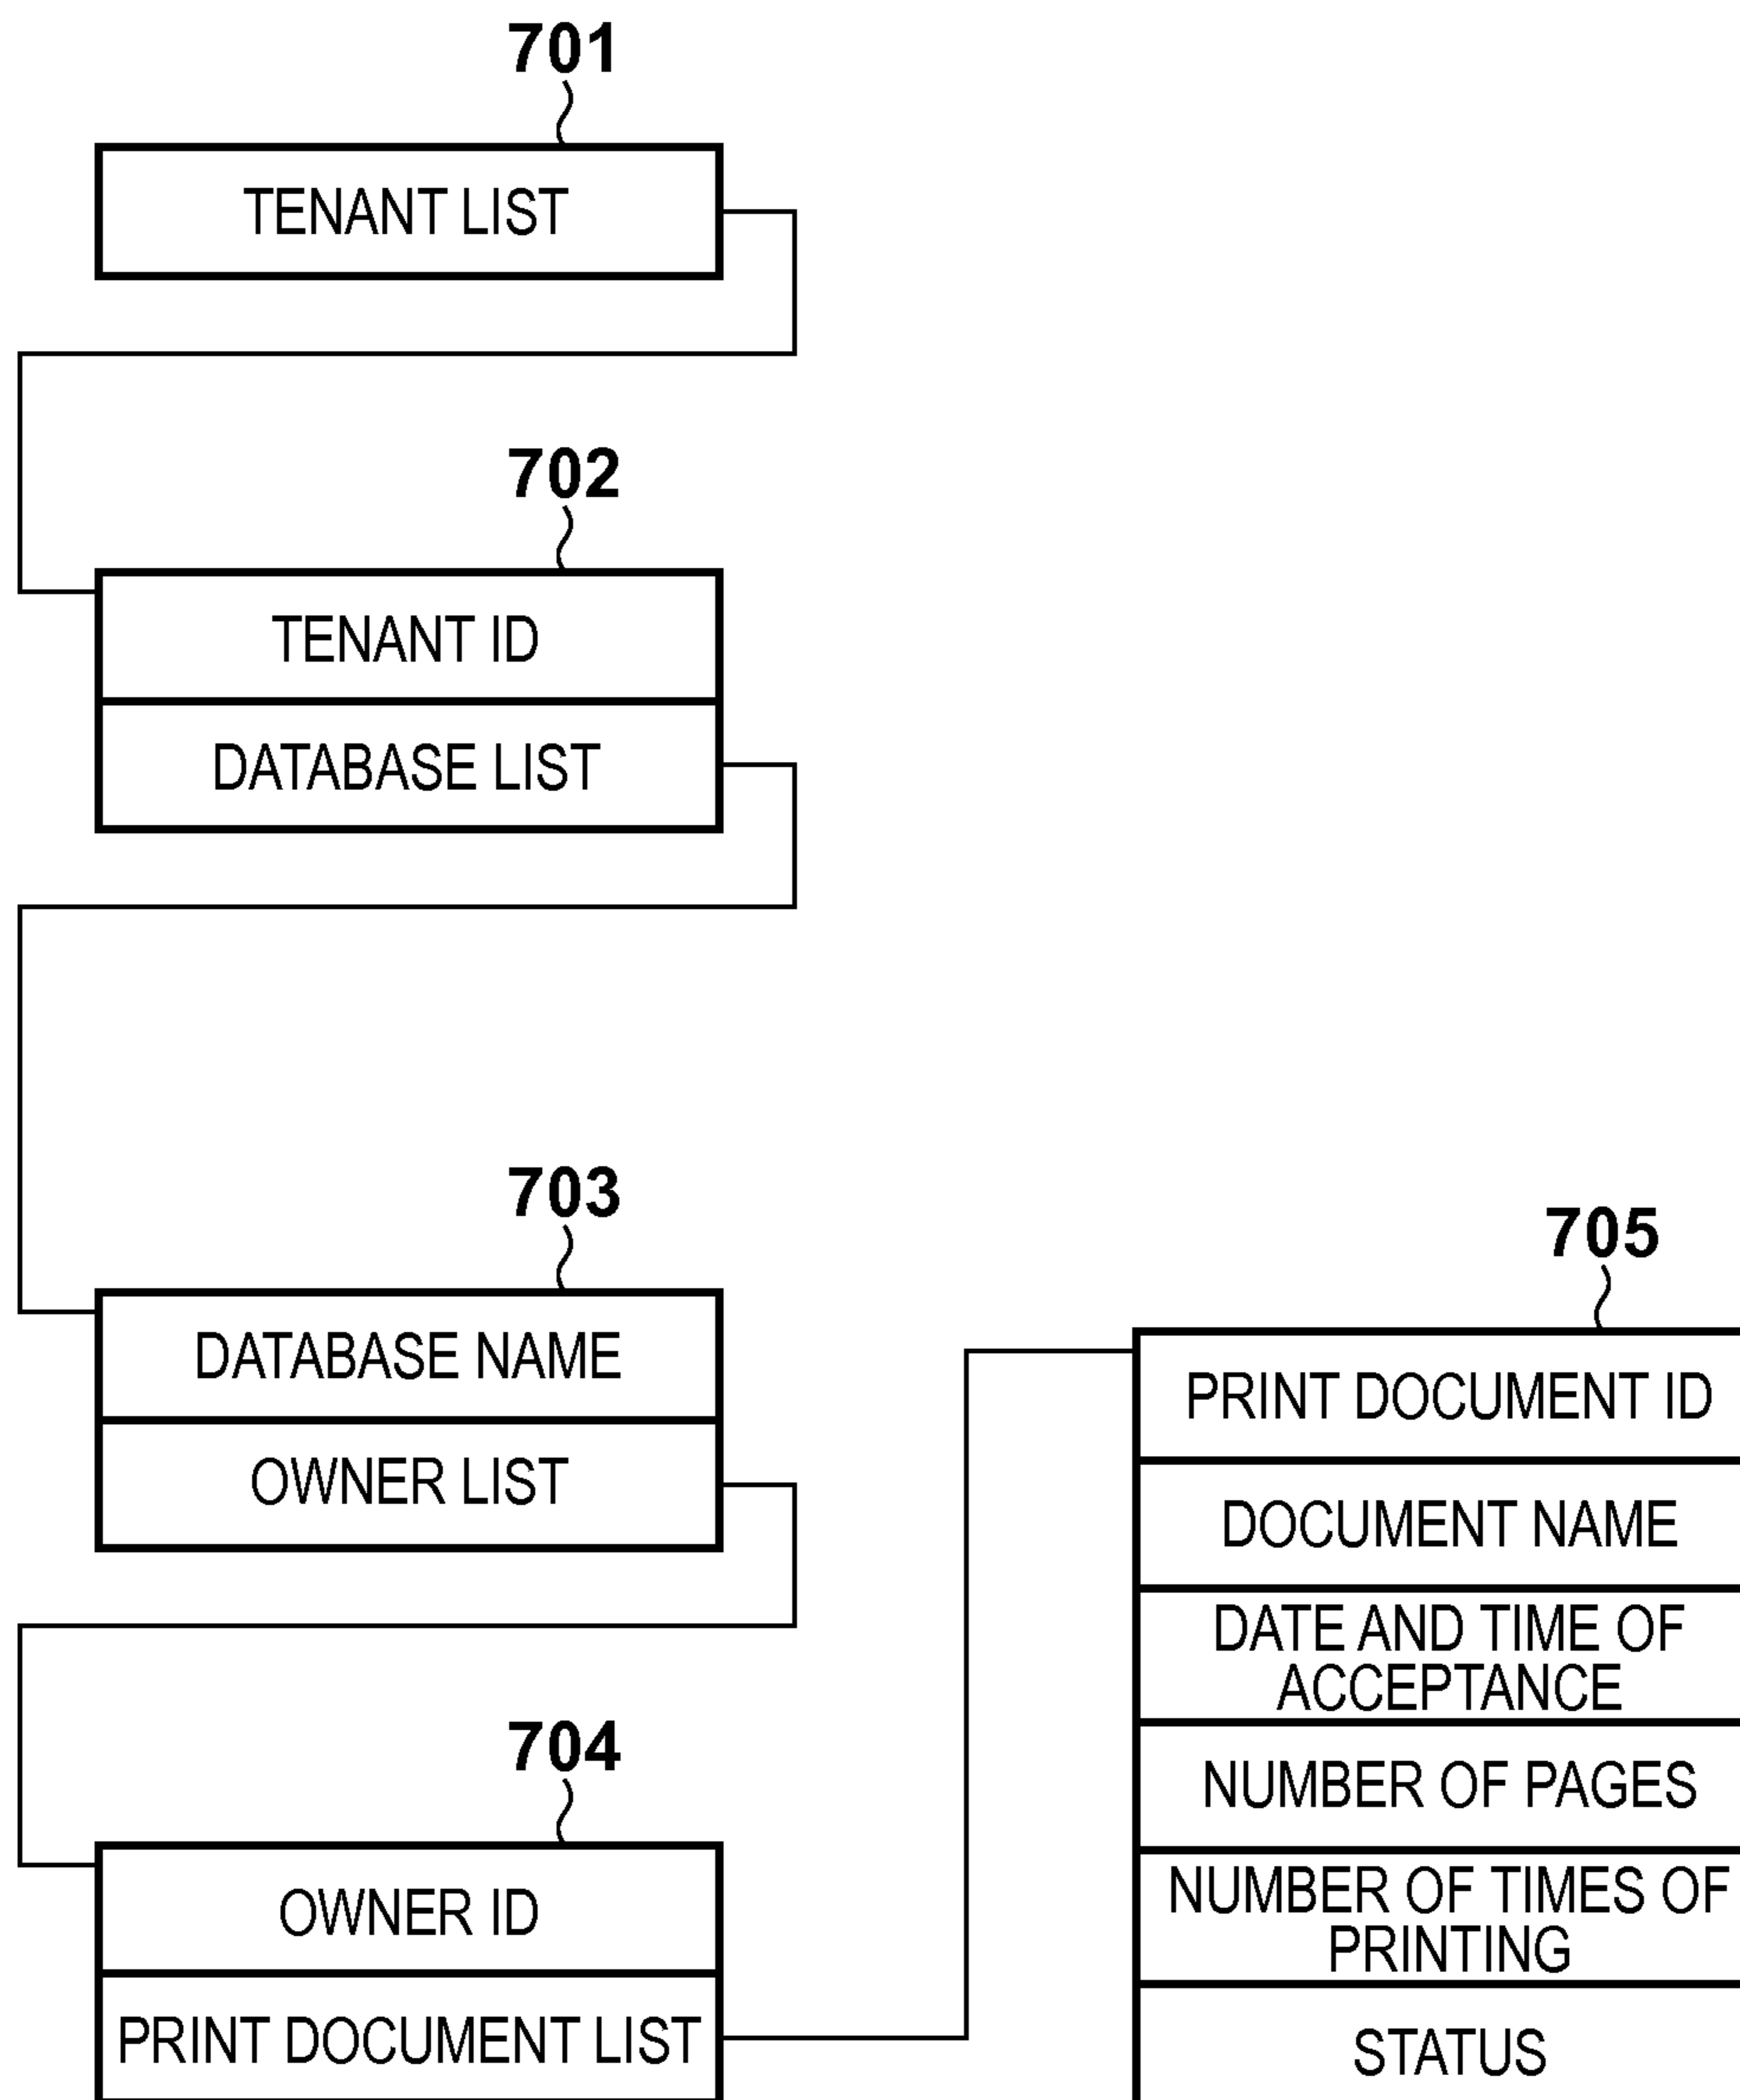 701
TENANT LIST
702
TENANT ID
DATABASE LIST
703
DATABASE NAME
OWNER LIST
704
OWNER ID
PRINT DOCUMENT LIST
705
PRINT DOCUMENT ID
DOCUMENT NAME
DATE AND TIME OF
ACCEPTANCE
NUMBER OF PAGES
NUMBER OF TIMES OF
PRINTING
STATUS